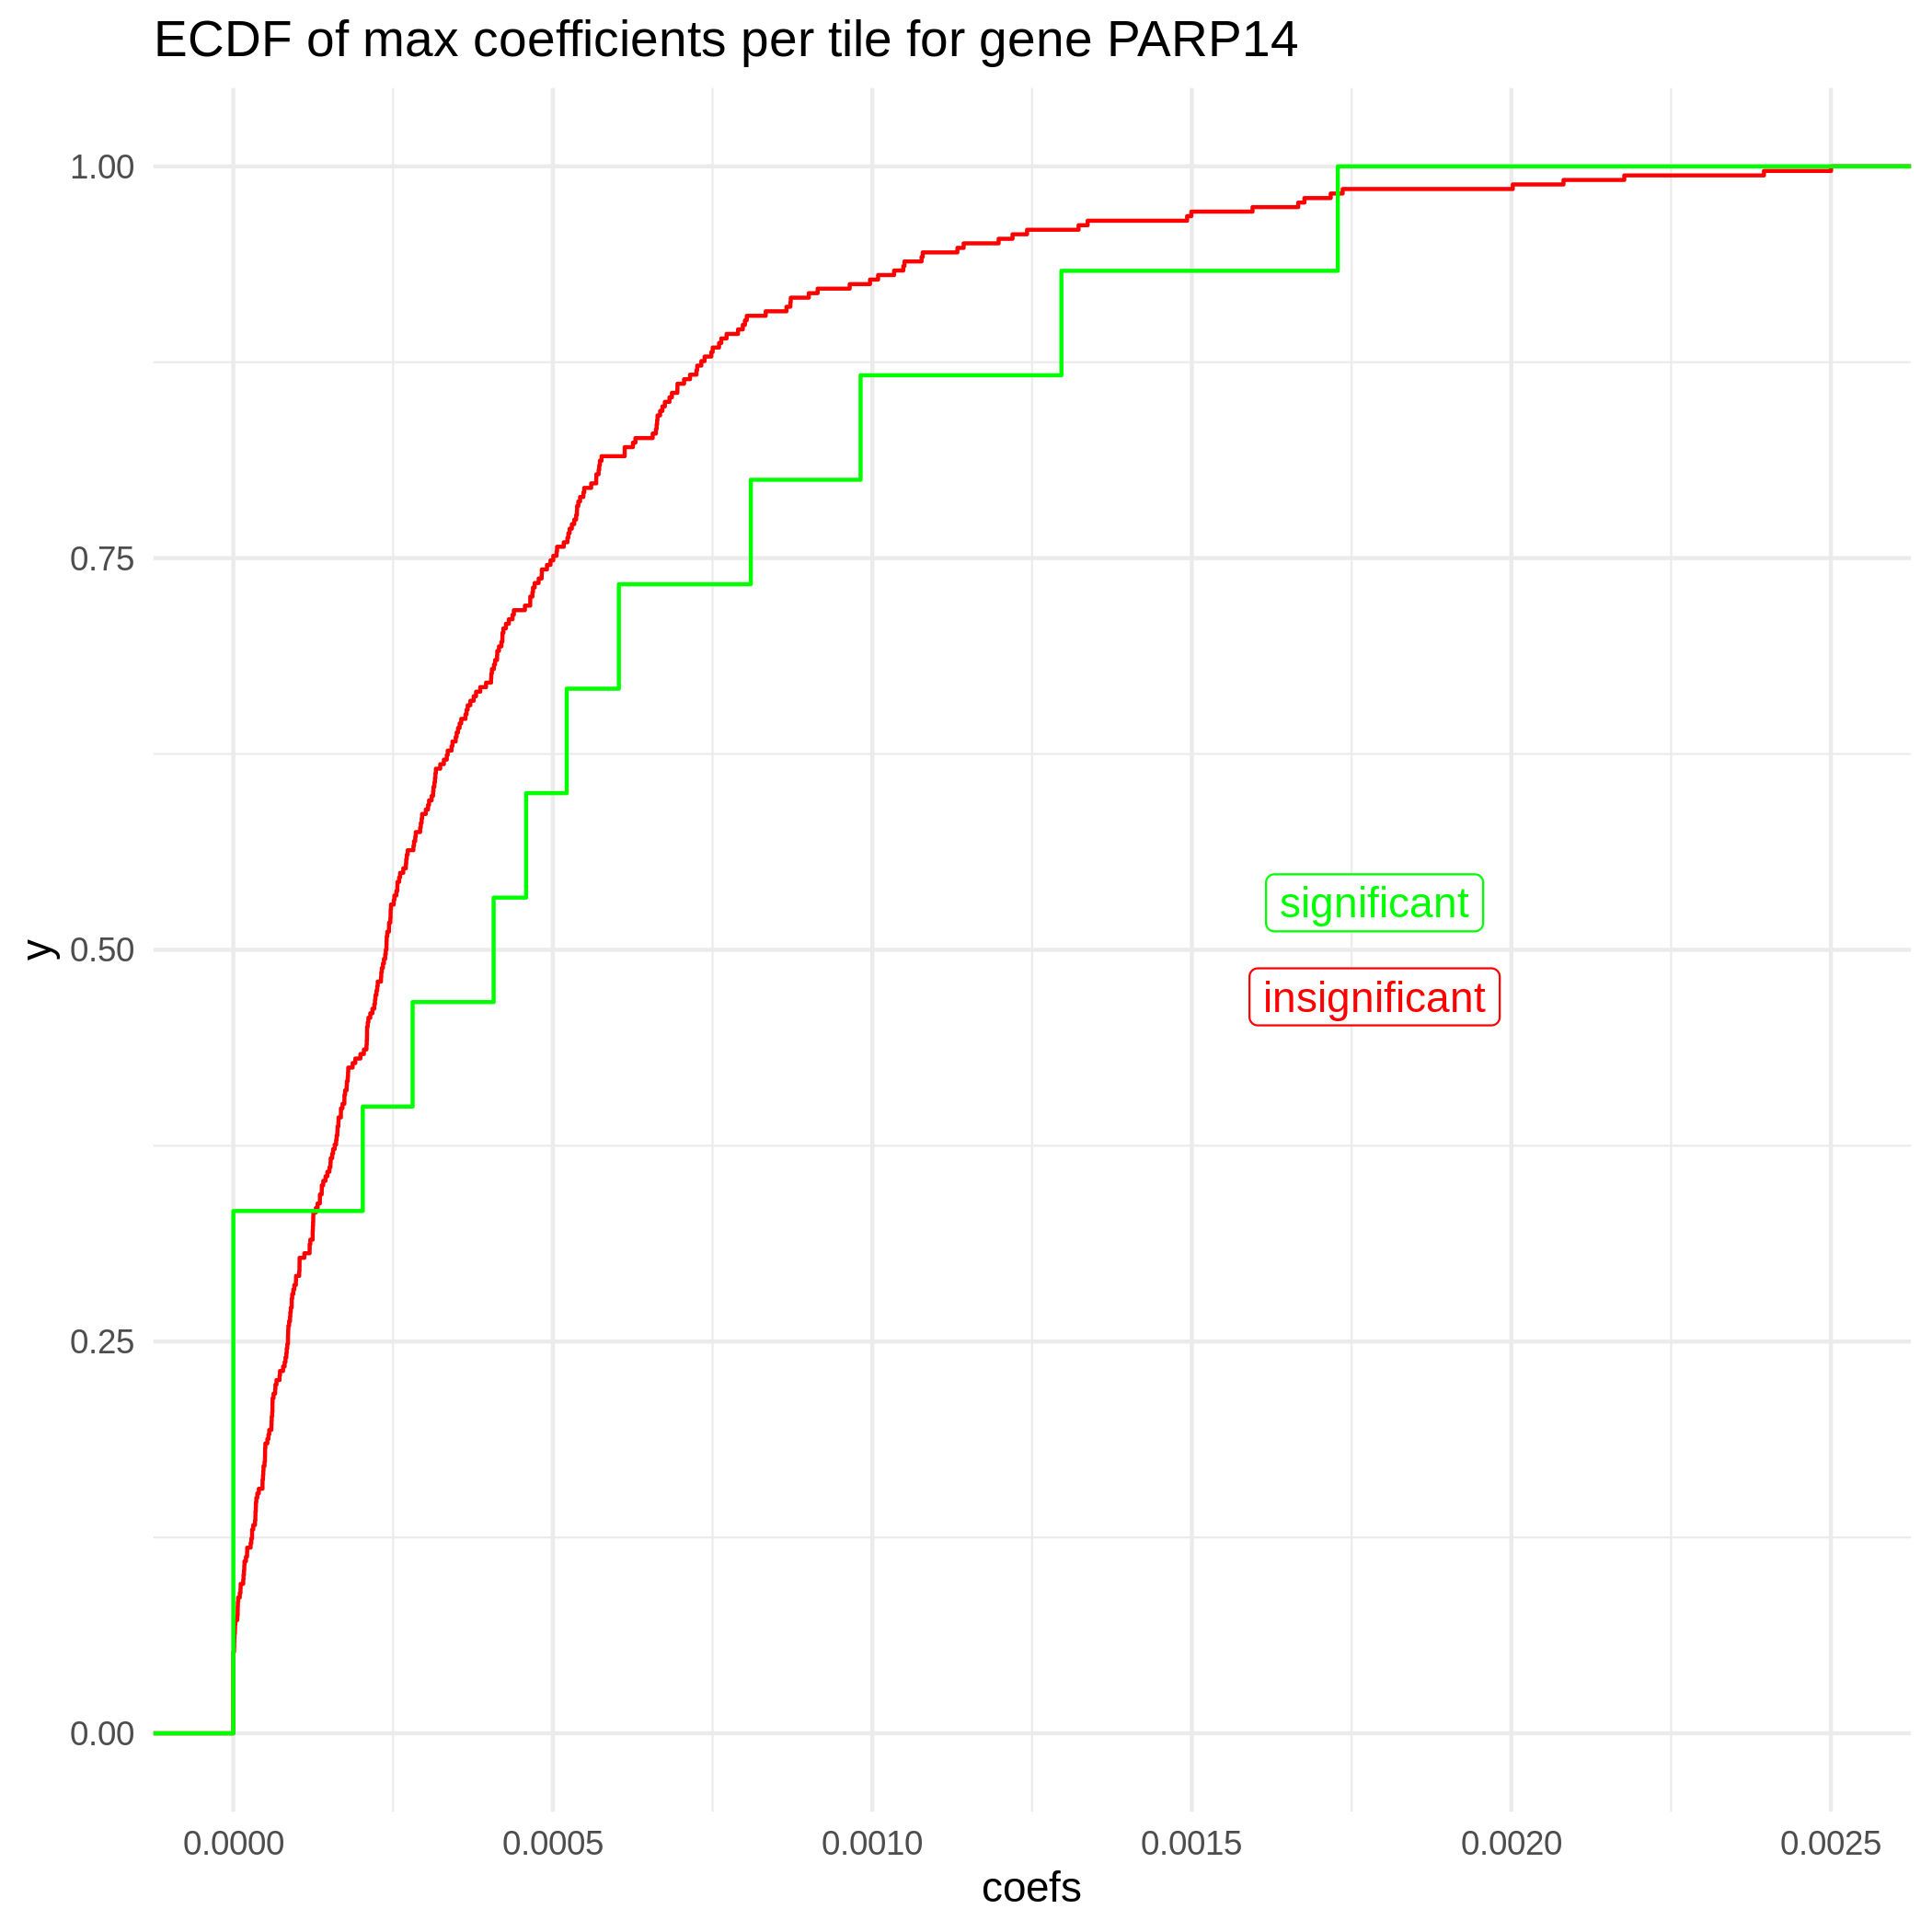 ECDF of max coefficients per tile for gene PARP14
1.00
0.75
0.50
0.25
0.00
y
significant
insignificant
0.0000 0.0005 0.0010 0.0015 0.0020 0.0025
coefs